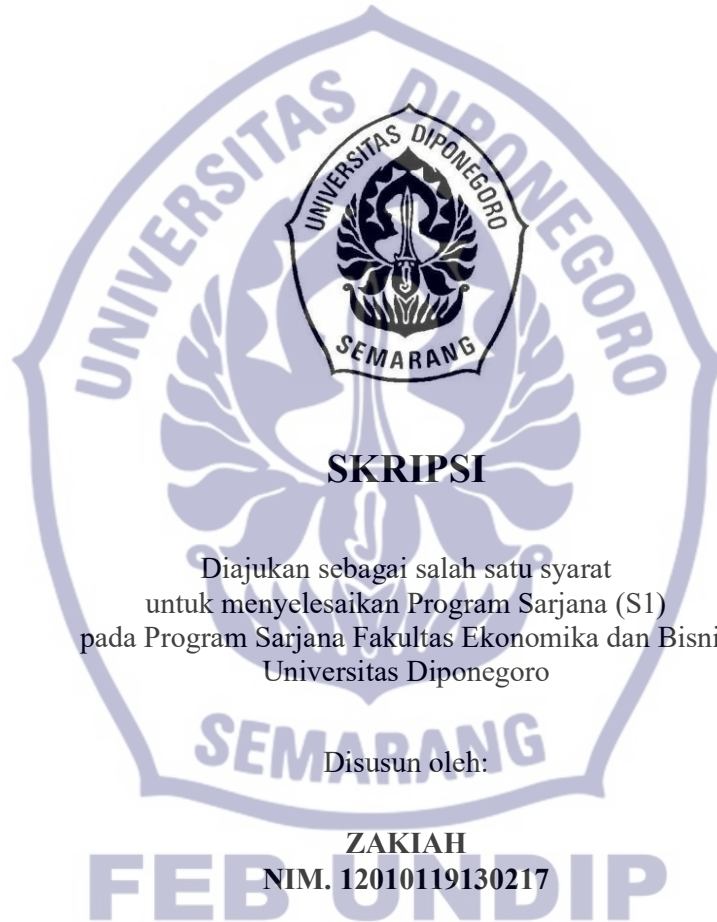 UNIVERSITAS DIPONEGORO
SEMARANG
UNIVERSITAS DIPONEGORO
SEMARANG
SKRIPSI
Diajukan sebagai salah satu syarat
untuk menyelesaikan Program Sarjana (S1)
pada Program Sarjana Fakultas Ekonomika dan Bisni
Universitas Diponegoro
SEMARANG
Disusun oleh:
ZAKIAH
NIM. 12010119130217
FEB UNDIP